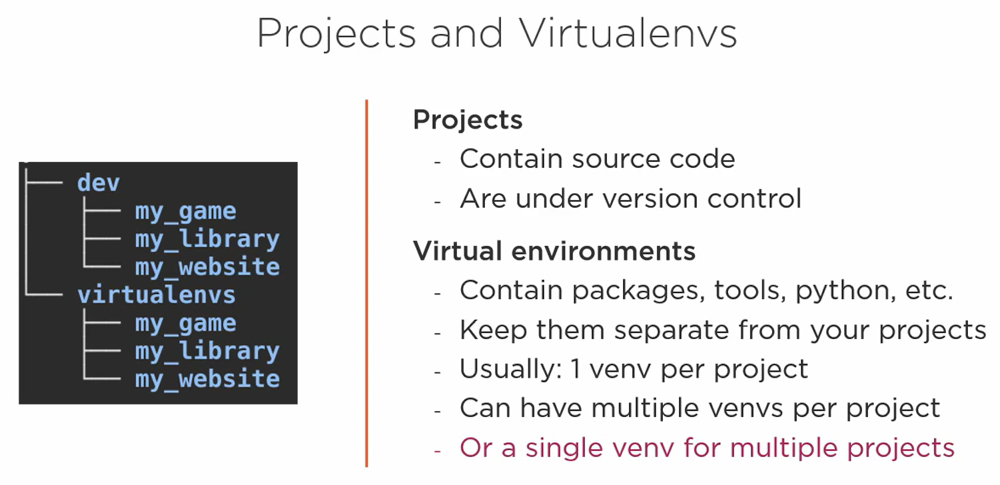 Projects and Virtualenvs
dev
my_game
my_library
my_website
virtualenvs
my_game
my_library
my_website
Projects
- Contain source code
- Are under version control
Virtual environments
- Contain packages, tools, python, etc.
- Keep them separate from your projects
- Usually: 1 venv per project
- Can have multiple venvs per project
- Or a single venv for multiple projects